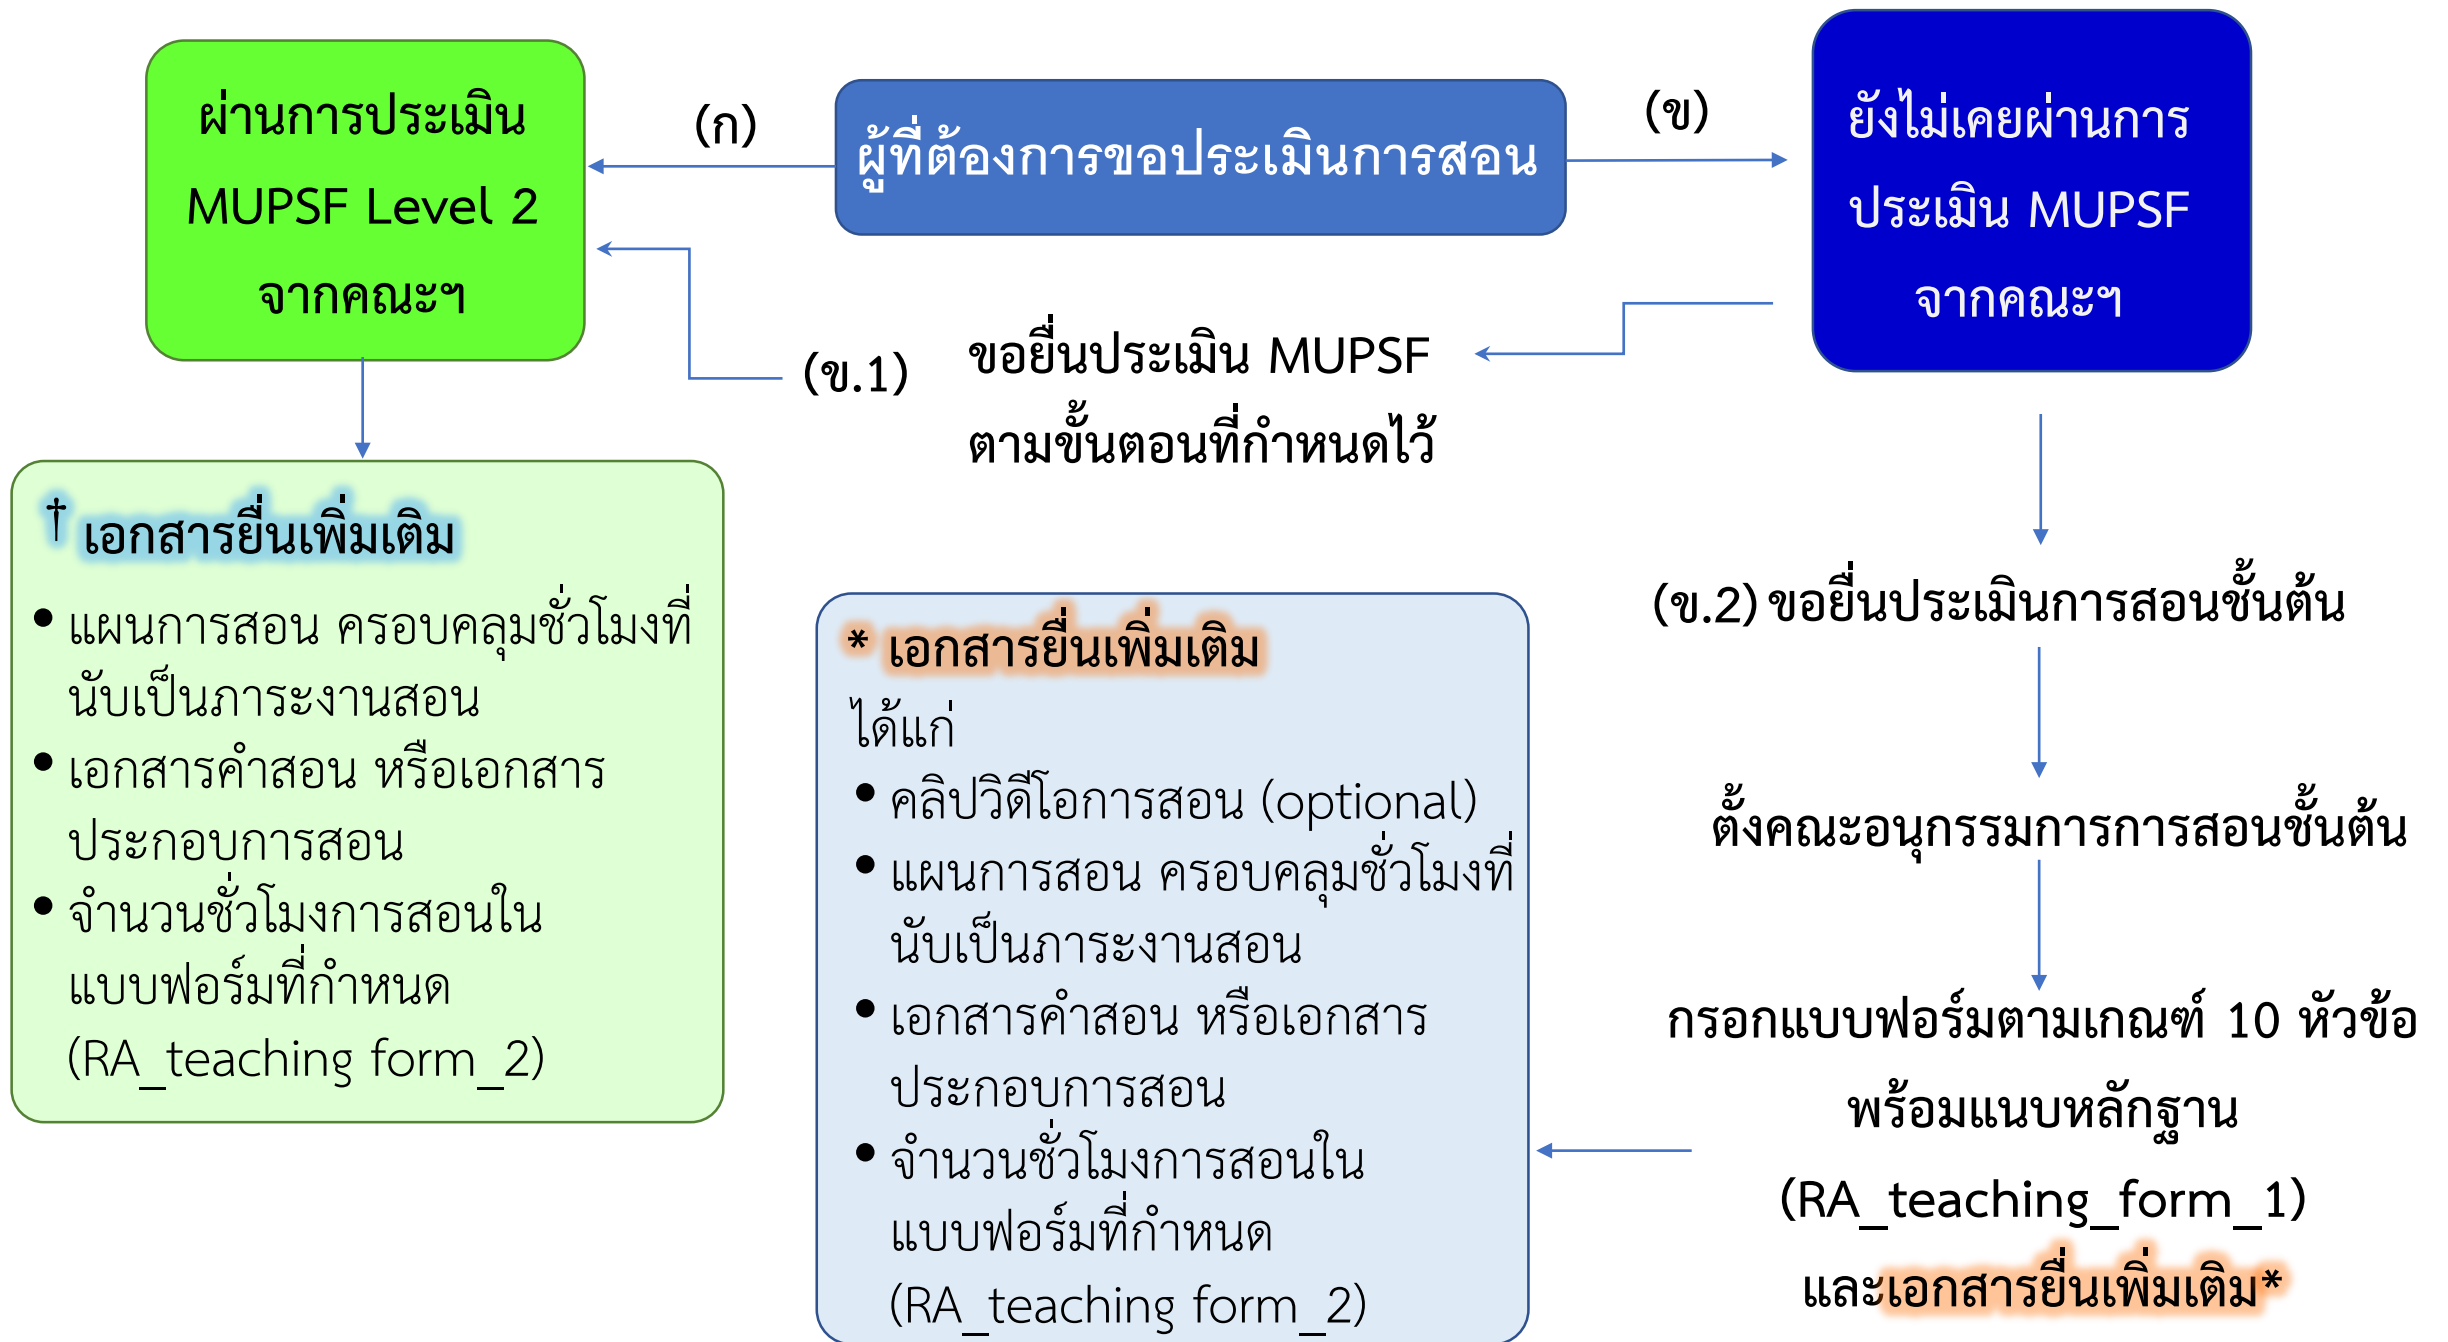 ผ่านการประเมิน
MUPSF Level 2
จากคณะฯ
(ก)
ผู้ที่ต้องการขอประเมินการสอน
(ข)
ยังไม่เคยผ่านการ
ประเมิน MUPSF
จากคณะฯ
(ข.1)
ขอยื่นประเมิน MUPSF
ตามขั้นตอนที่กำหนดไว้
† เอกสารยื่นเพิ่มเติม
• แผนการสอน ครอบคลุมชั่วโมงที่
นับเป็นภาระงานสอน
• เอกสารคำสอน หรือเอกสาร
ประกอบการสอน
• จำนวนชั่วโมงการสอนใน
แบบฟอร์มที่กำหนด
(RA_teaching form_2)
* เอกสารยื่นเพิ่มเติม
ได้แก่
• คลิปวิดีโอการสอน (optional)
• แผนการสอน ครอบคลุมชั่วโมงที่
นับเป็นภาระงานสอน
• เอกสารคำสอน หรือเอกสาร
ประกอบการสอน
• จำนวนชั่วโมงการสอนใน
แบบฟอร์มที่กำหนด
(RA_teaching form_2)
(ข.2) ขอยื่นประเมินการสอนชั้นต้น
ตั้งคณะอนุกรรมการการสอนชั้นต้น
กรอกแบบฟอร์มตามเกณฑ์ 10 หัวข้อ
พร้อมแนบหลักฐาน
(RA_teaching_form_1)
และเอกสารยื่นเพิ่มเติม*